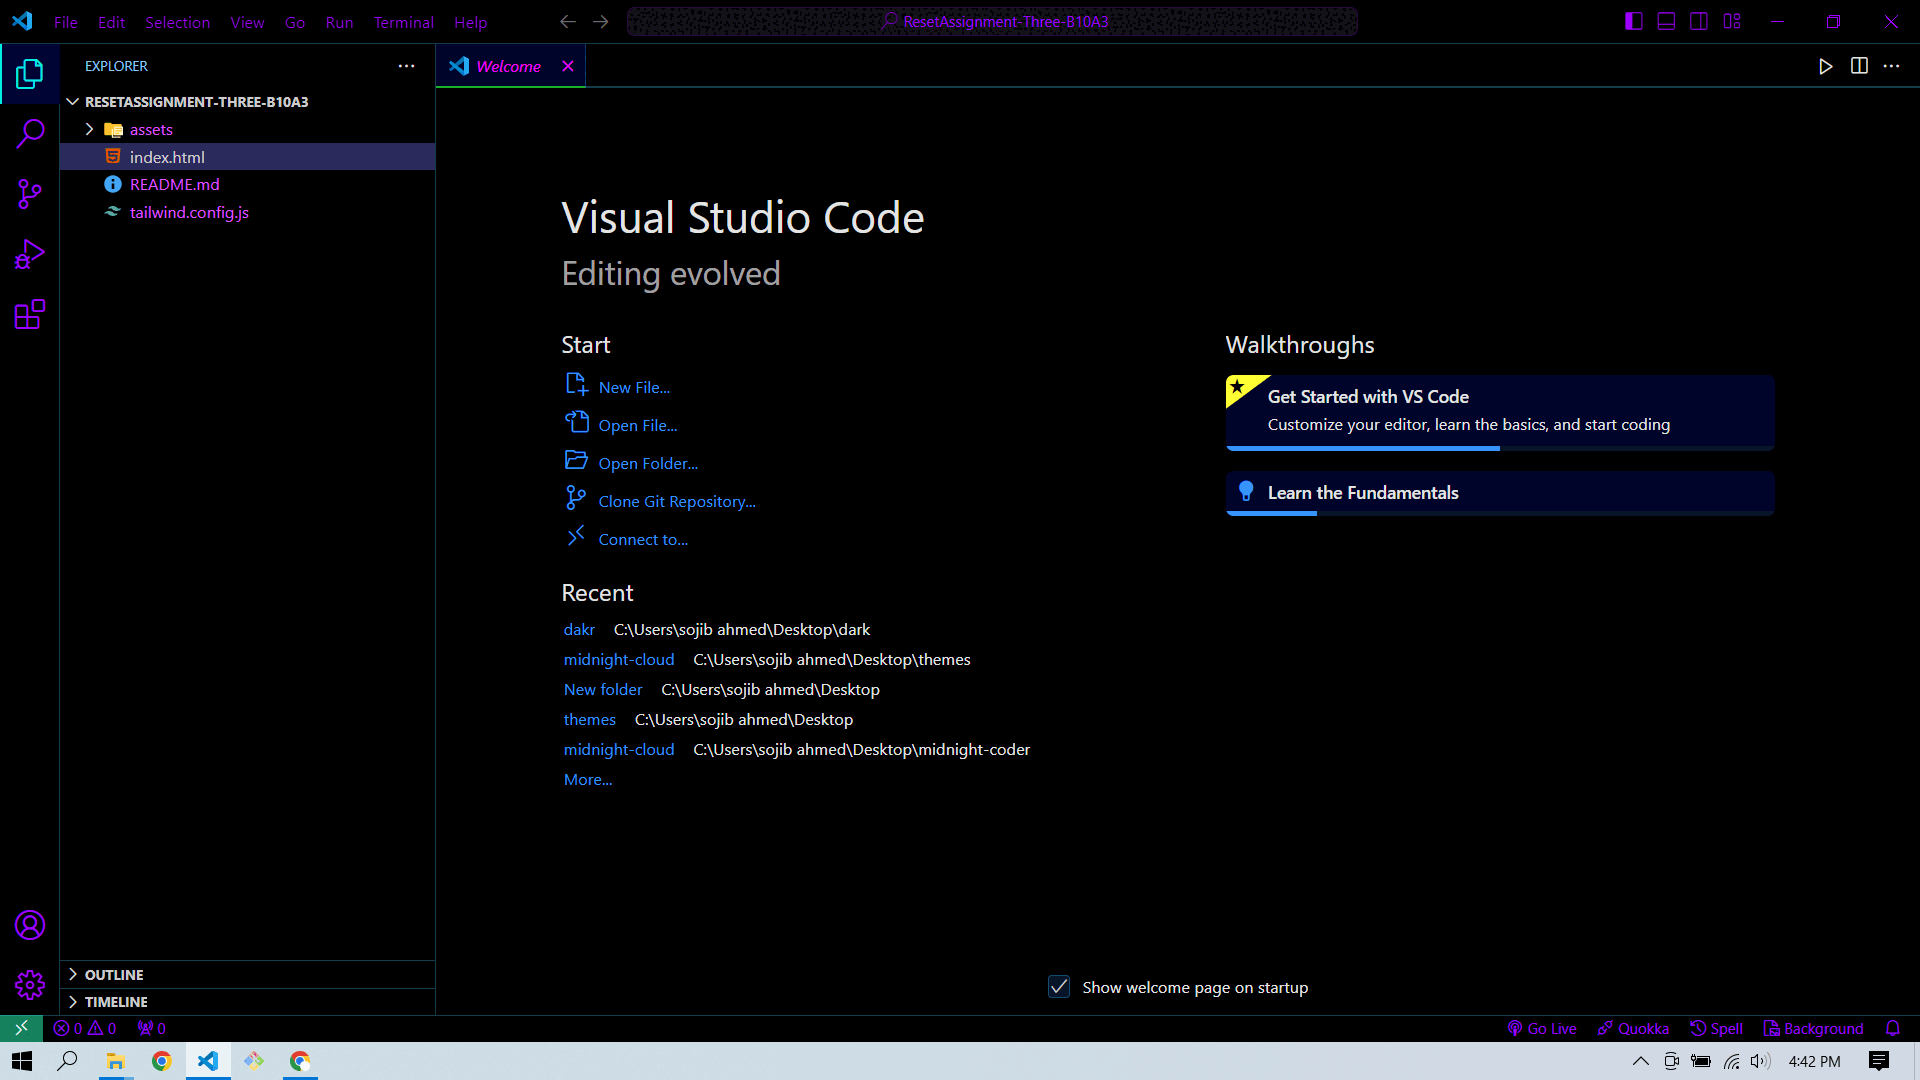 File Edit Selection View Go Run Terminal Help
ResetAssignment-Three-B10A3
EXPLORER
RESETASSIGNMENT-THREE-B10A3
assets
index.html
README.md
tailwind.config.js
OUTLINE
TIMELINE
Welcome
Visual Studio Code
Editing evolved
Start
New File...
Open File...
Open Folder...
Clone Git Repository...
Connect to...
Recent
dakr C:\Users\sojib ahmed\Desktop\dark
midnight-cloud C:\Users\sojib ahmed\Desktop\themes
New folder C:\Users\sojib ahmed\Desktop
themes C:\Users\sojib ahmed\Desktop
midnight-cloud C:\Users\sojib ahmed\Desktop\midnight-coder
More...
Walkthroughs
Get Started with VS Code
Customize your editor, learn the basics, and start coding
Learn the Fundamentals
Show welcome page on startup
0 0 0
Go Live Quokka Spell Background
4:42 PM